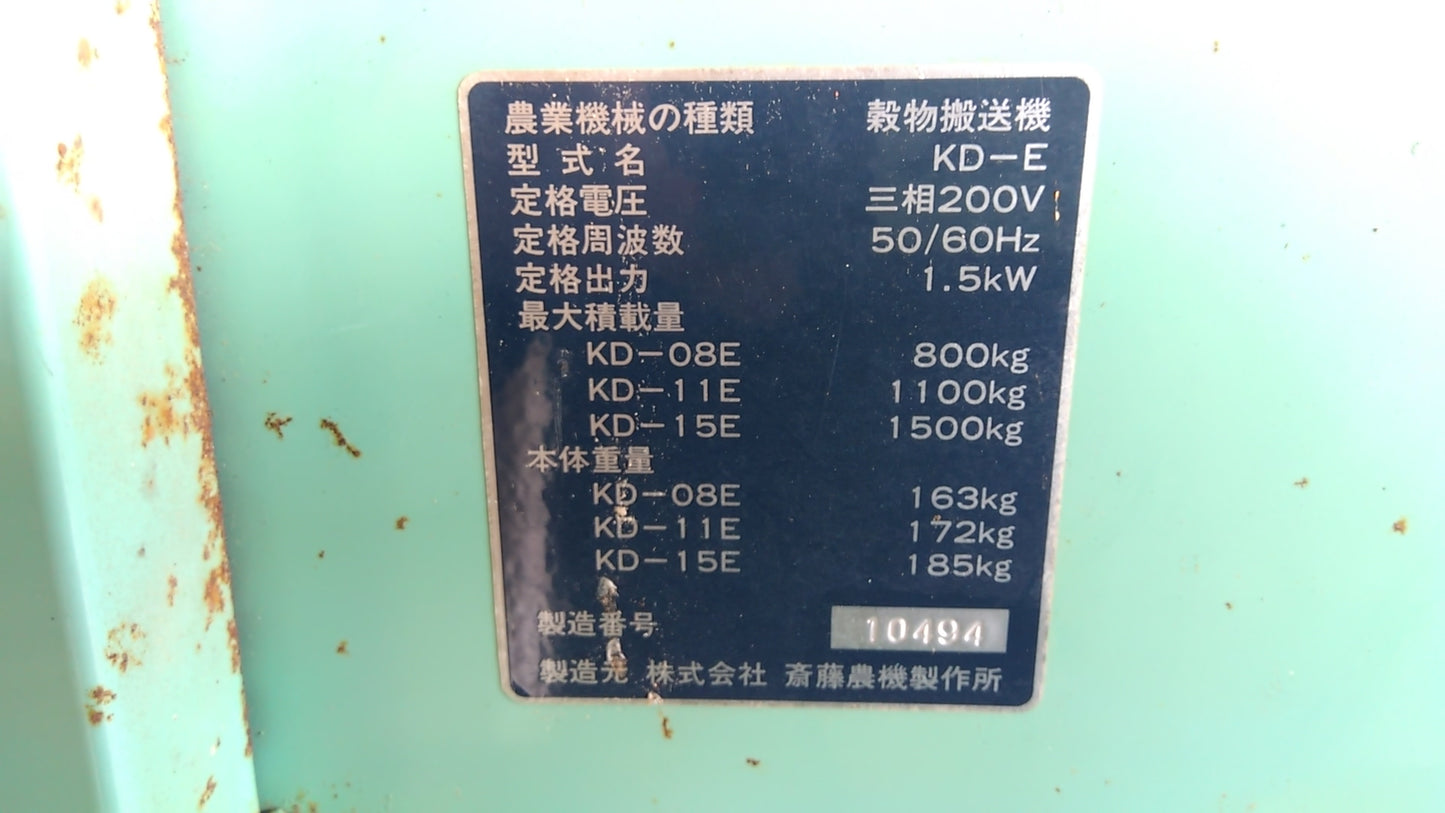 農業機械の種類 穀物搬送機
型式名 KD-E
定格電圧 三相200V
定格周波数 50/60Hz
定格出力 1.5kW
最大積載量
KD-08E 800kg
KD-11E 1100kg
KD-15E 1500kg
本体重量
KD-08E 163kg
KD-11E 172kg
KD-15E 185kg
製造番号 10494
製造元 株式会社 斎藤農機製作所